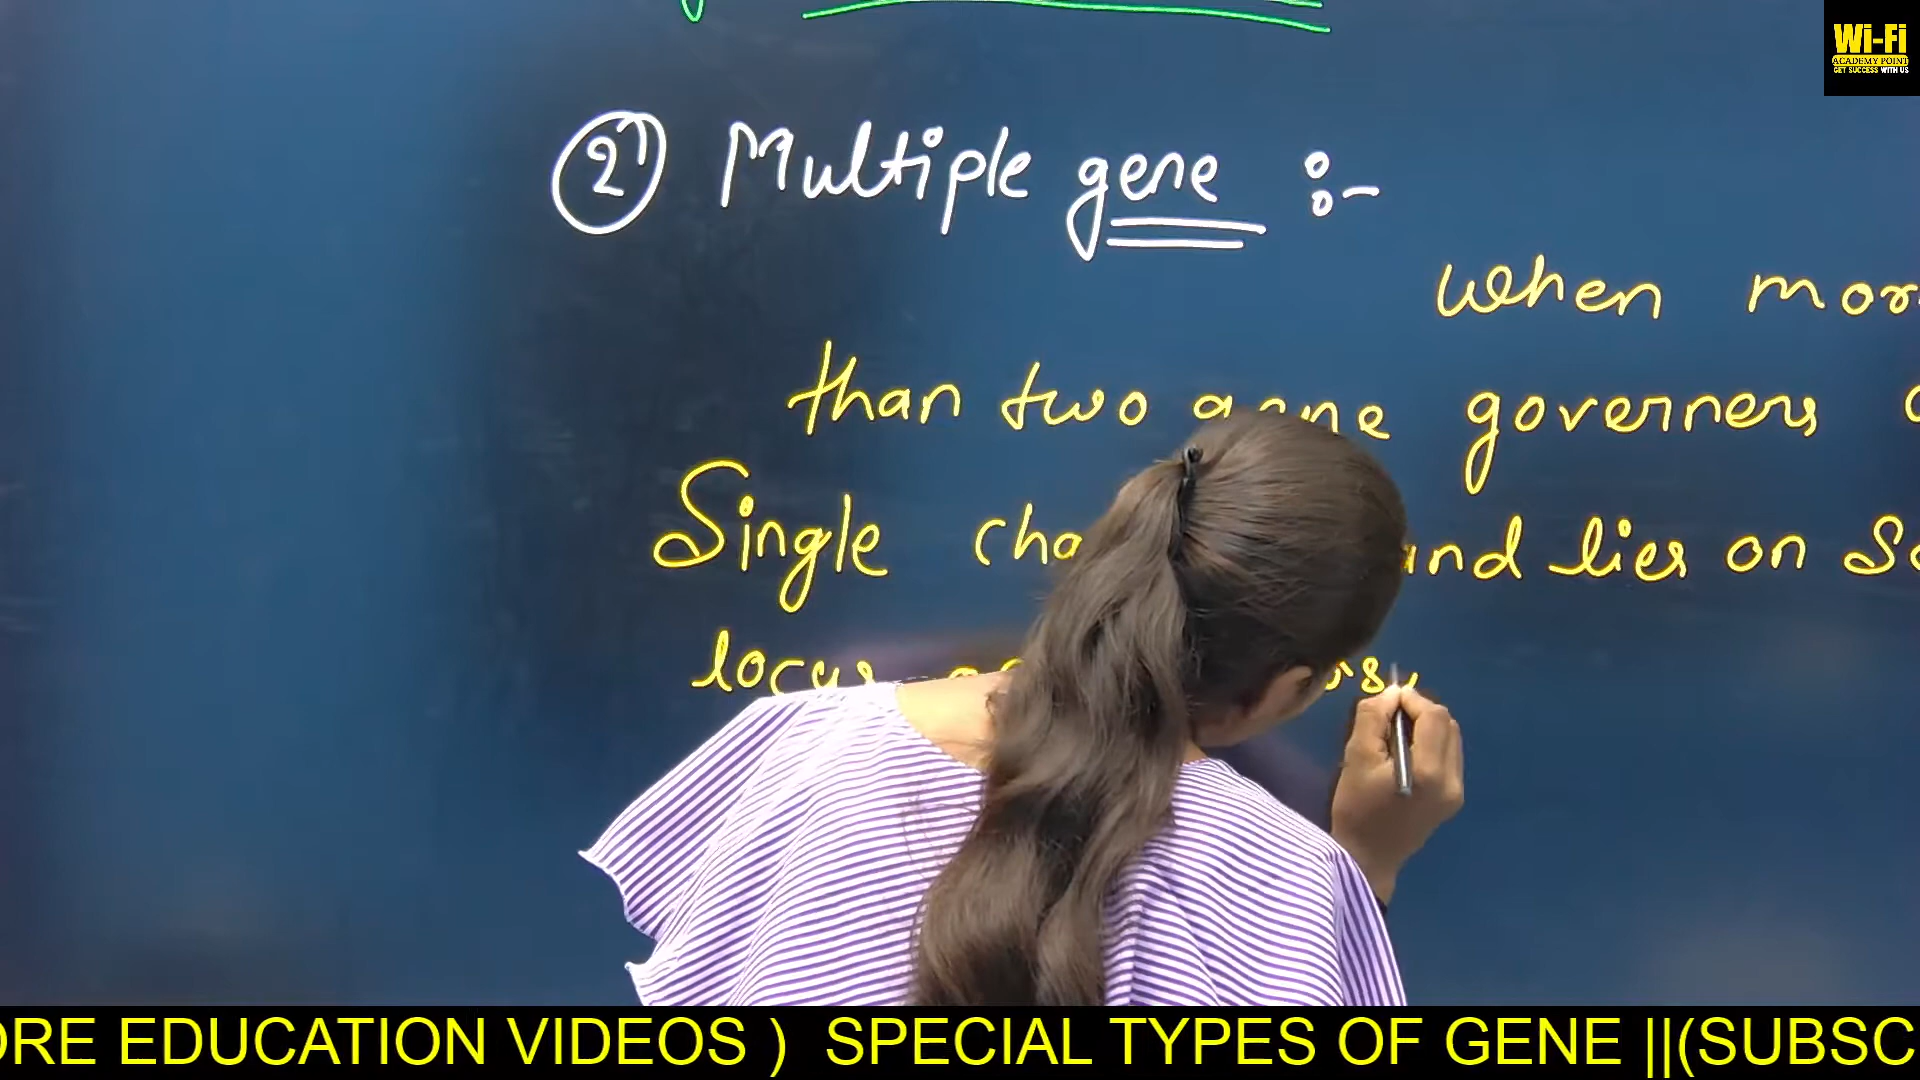 Wi-Fi
ACADEMY POINT
GET SUCCESS WITH US
2 Multiple gene :-
when mor
than two gene governers
Single cha and lies on
locus
ORE EDUCATION VIDEOS ) SPECIAL TYPES OF GENE ||(SUBSC